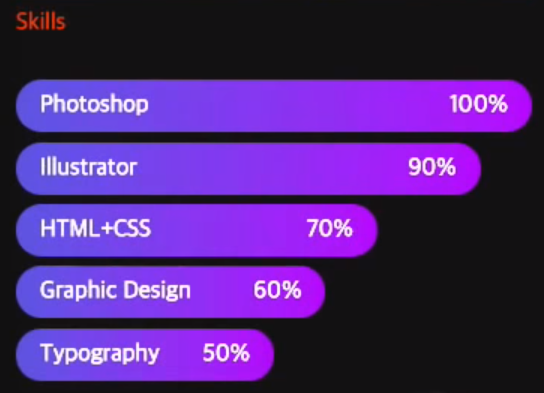 Skills
Photoshop 100%
Illustrator 90%
HTML+CSS 70%
Graphic Design 60%
Typography 50%